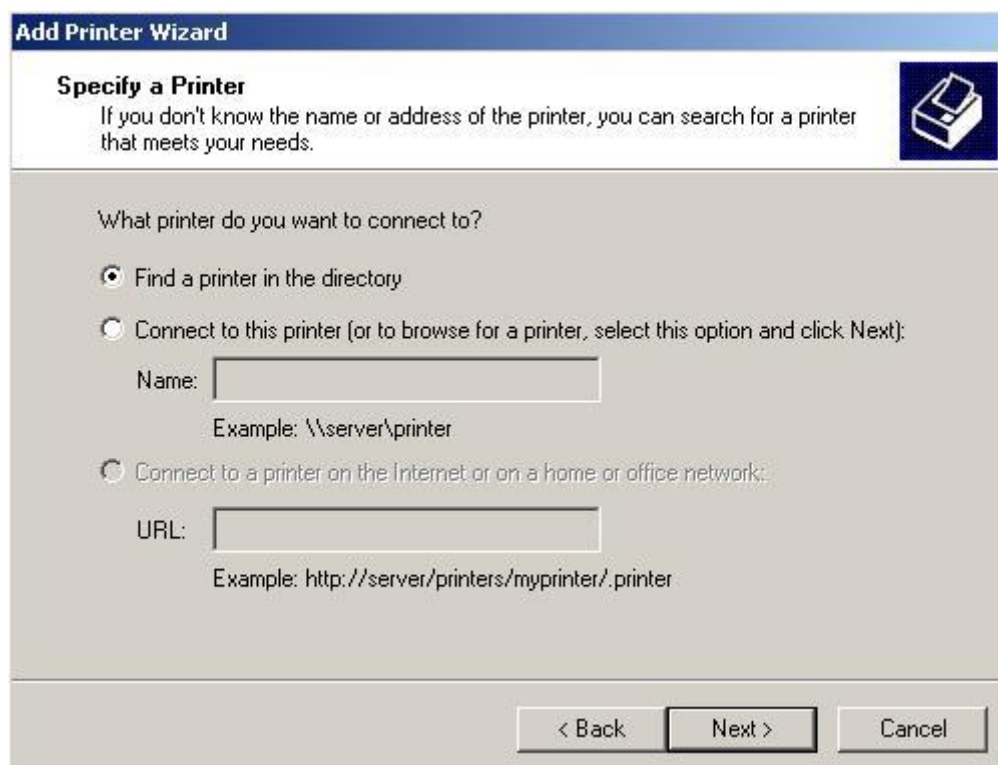 Add Printer Wizard
Specify a Printer
If you don't know the name or address of the printer, you can search for a printer
that meets your needs.
What printer do you want to connect to?
Find a printer in the directory
Connect to this printer (or to browse for a printer, select this option and click Next):
Name:
Example: \\server\printer
Connect to a printer on the Internet or on a home or office network:
URL:
Example: http://server/printers/myprinter/.printer
< Back Next > Cancel